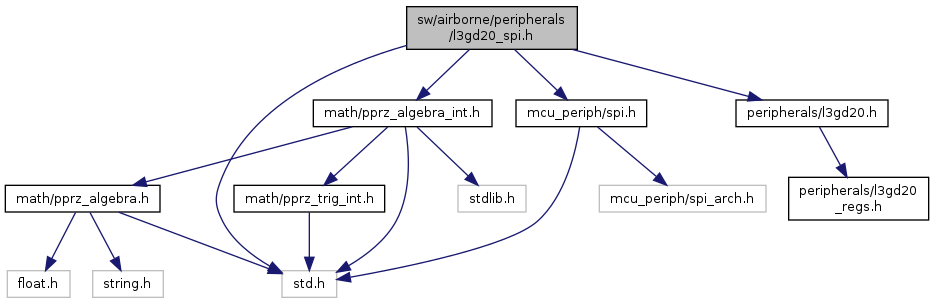 sw/airborne/peripherals
/l3gd20_spi.h
math/pprz_algebra_int.h
mcu_periph/spi.h
peripherals/l3gd20.h
math/pprz_algebra.h
math/pprz_trig_int.h
stdlib.h
mcu_periph/spi_arch.h
peripherals/l3gd20
_regs.h
float.h
string.h
std.h